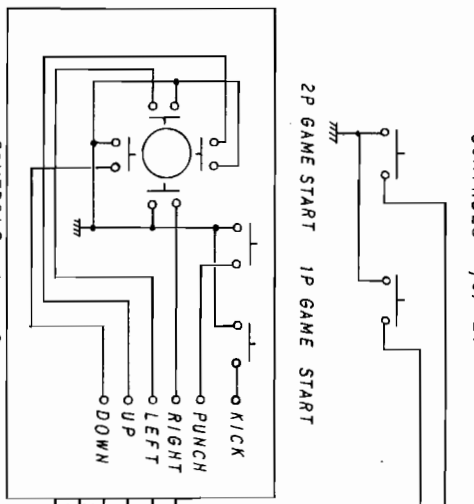 2P GAME START
1P GAME START
KICK
PUNCH
RIGHT
LEFT
UP
DOWN